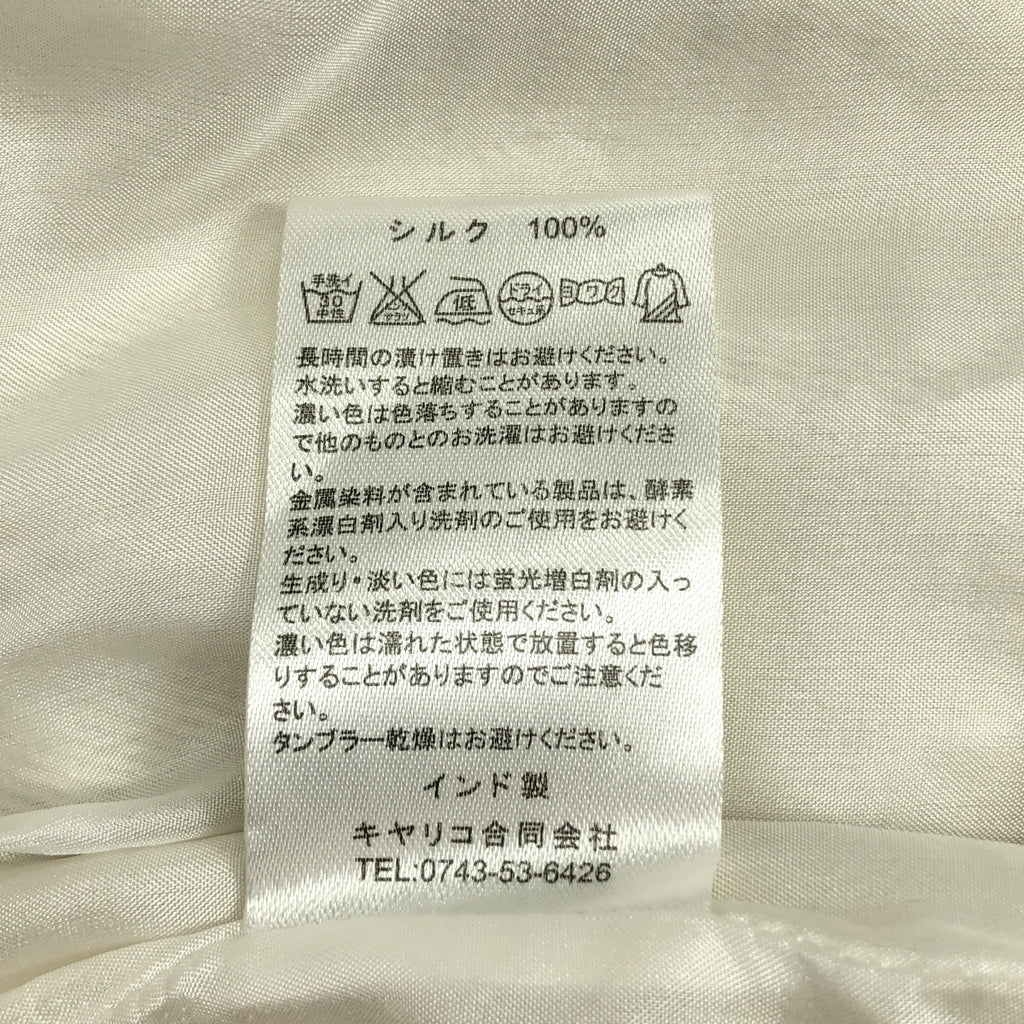 シルク 100%
手洗イ
30
中性
エンソ
サラシ
低
ドライ
セキユ系
ヨワク
長時間の漬け置きはお避けください。
水洗いすると縮むことがあります。
濃い色は色落ちすることがありますの
で他のものとのお洗濯はお避けくださ
い。
金属染料が含まれている製品は、酵素
系漂白剤入り洗剤のご使用をお避けく
ださい。
生成り・淡い色には蛍光増白剤の入っ
ていない洗剤をご使用ください。
濃い色は濡れた状態で放置すると色移
りすることがありますのでご注意くだ
さい。
タンブラー乾燥はお避けください。
インド製
キヤリコ合同会社
TEL:0743-53-6426